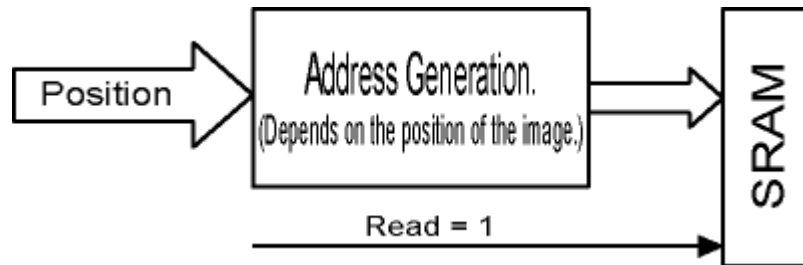 Position
Address Generation.
(Depends on the position of the image.)
Read = 1
SRAM